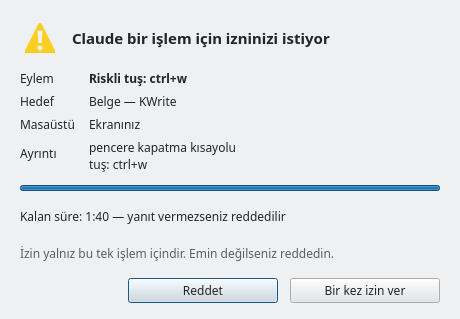 Claude bir işlem için izninizi istiyor
Eylem Riskli tuş: ctrl+w
Hedef Belge — KWrite
Masaüstü Ekranınız
Ayrıntı pencere kapatma kısayolu
tuş: ctrl+w
Kalan süre: 1:40 — yanıt vermezseniz reddedilir
İzin yalnız bu tek işlem içindir. Emin değilseniz reddedin.
Reddet Bir kez izin ver